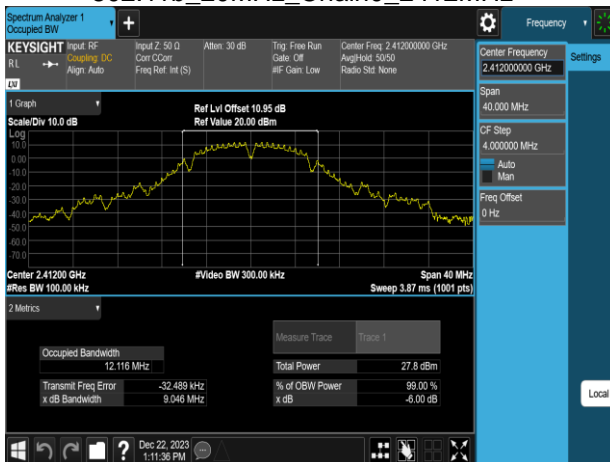 Spectrum Analyzer 1
Occupied BW
+
Frequency
KEYSIGHT
RL
LXI
Input: RF
Coupling: DC
Align: Auto
Input Z: 50 Ω
Corr CCorr
Freq Ref: Int (S)
Atten: 30 dB
Trig: Free Run
Gate: Off
#IF Gain: Low
Center Freq: 2.412000000 GHz
Avg|Hold: 50/50
Radio Std: None
Center Frequency
2.412000000 GHz
Settings
Span
40.000 MHz
CF Step
4.000000 MHz
Auto
Man
Freq Offset
0 Hz
Local
1 Graph
Scale/Div 10.0 dB
Ref Lvl Offset 10.95 dB
Ref Value 20.00 dBm
Log
10.0
0.00
-10.0
-20.0
-30.0
-40.0
-50.0
-60.0
-70.0
Center 2.41200 GHz
#Res BW 100.00 kHz
#Video BW 300.00 kHz
Span 40 MHz
Sweep 3.87 ms (1001 pts)
2 Metrics
Measure Trace
Trace 1
Occupied Bandwidth
12.116 MHz
Total Power
27.8 dBm
Transmit Freq Error
-32.489 kHz
% of OBW Power
99.00 %
x dB Bandwidth
9.046 MHz
x dB
-6.00 dB
?
Dec 22, 2023
1:11:36 PM